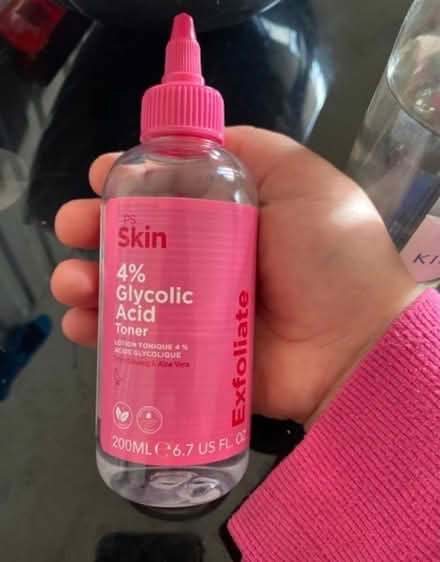 PS...
Skin
4%
Glycolic
Acid
Toner
LOTION TONIQUE 4 %
ACIDE GLYCOLIQUE
& Aloe Vera
Exfoliate
200ML ℮ 6.7 US FL. OZ
KI